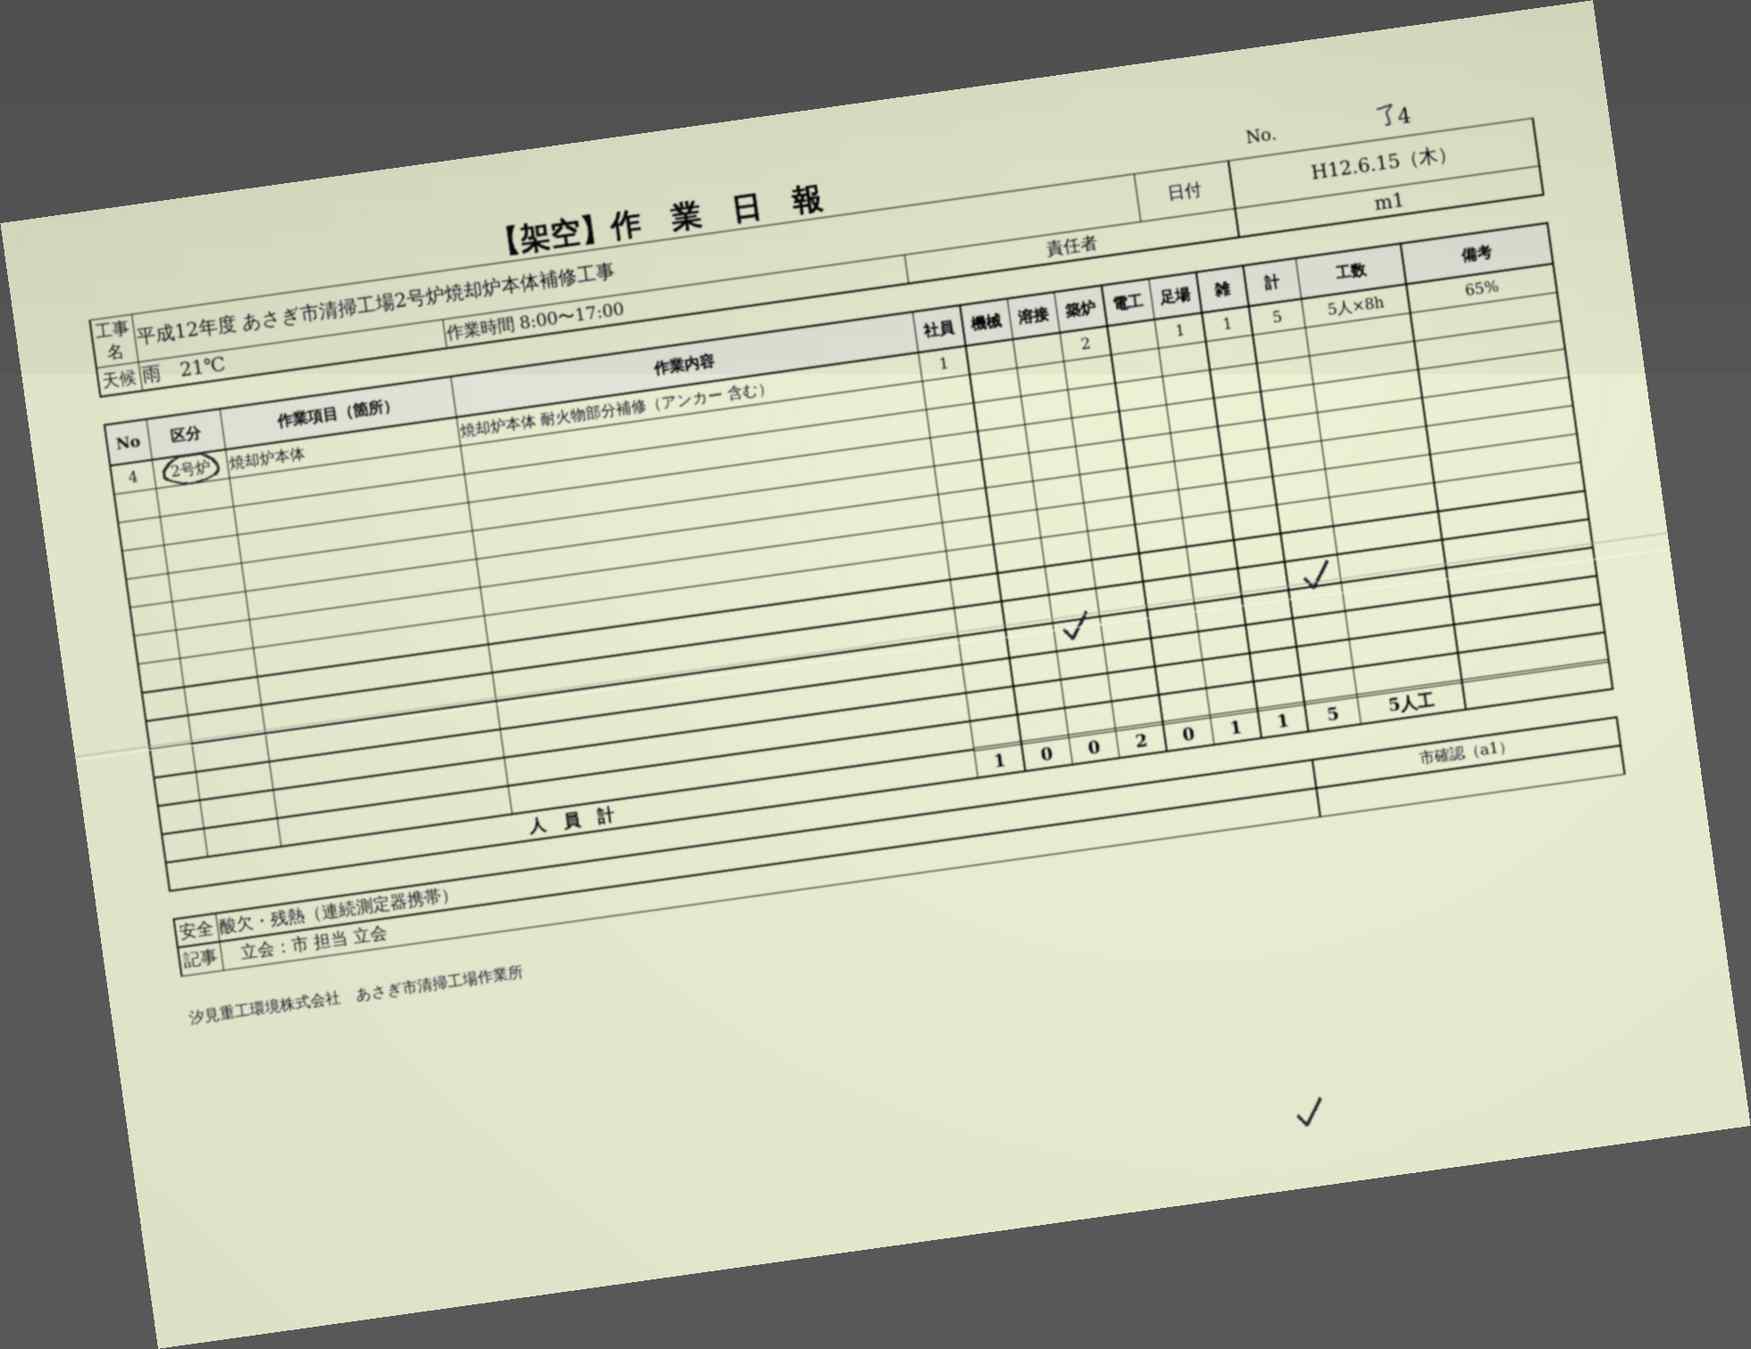 No. 了4
【架空】作 業 日 報
工事名 平成12年度 あさぎ市清掃工場2号炉焼却炉本体補修工事 日付 H12.6.15（木）
天候 雨 21℃ 作業時間 8:00〜17:00 責任者 m1
No 区分 作業項目（箇所） 作業内容 社員 機械 溶接 築炉 電工 足場 雑 計 工数 備考
4 2号炉 焼却炉本体 焼却炉本体 耐火物部分補修（アンカー 含む） 1 2 1 1 5 5人×8h 65%
人 員 計 1 0 0 2 0 1 1 5 5人工
安全 酸欠・残熱（連続測定器携帯） 市確認（a1）
記事 立会：市 担当 立会
汐見重工環境株式会社 あさぎ市清掃工場作業所